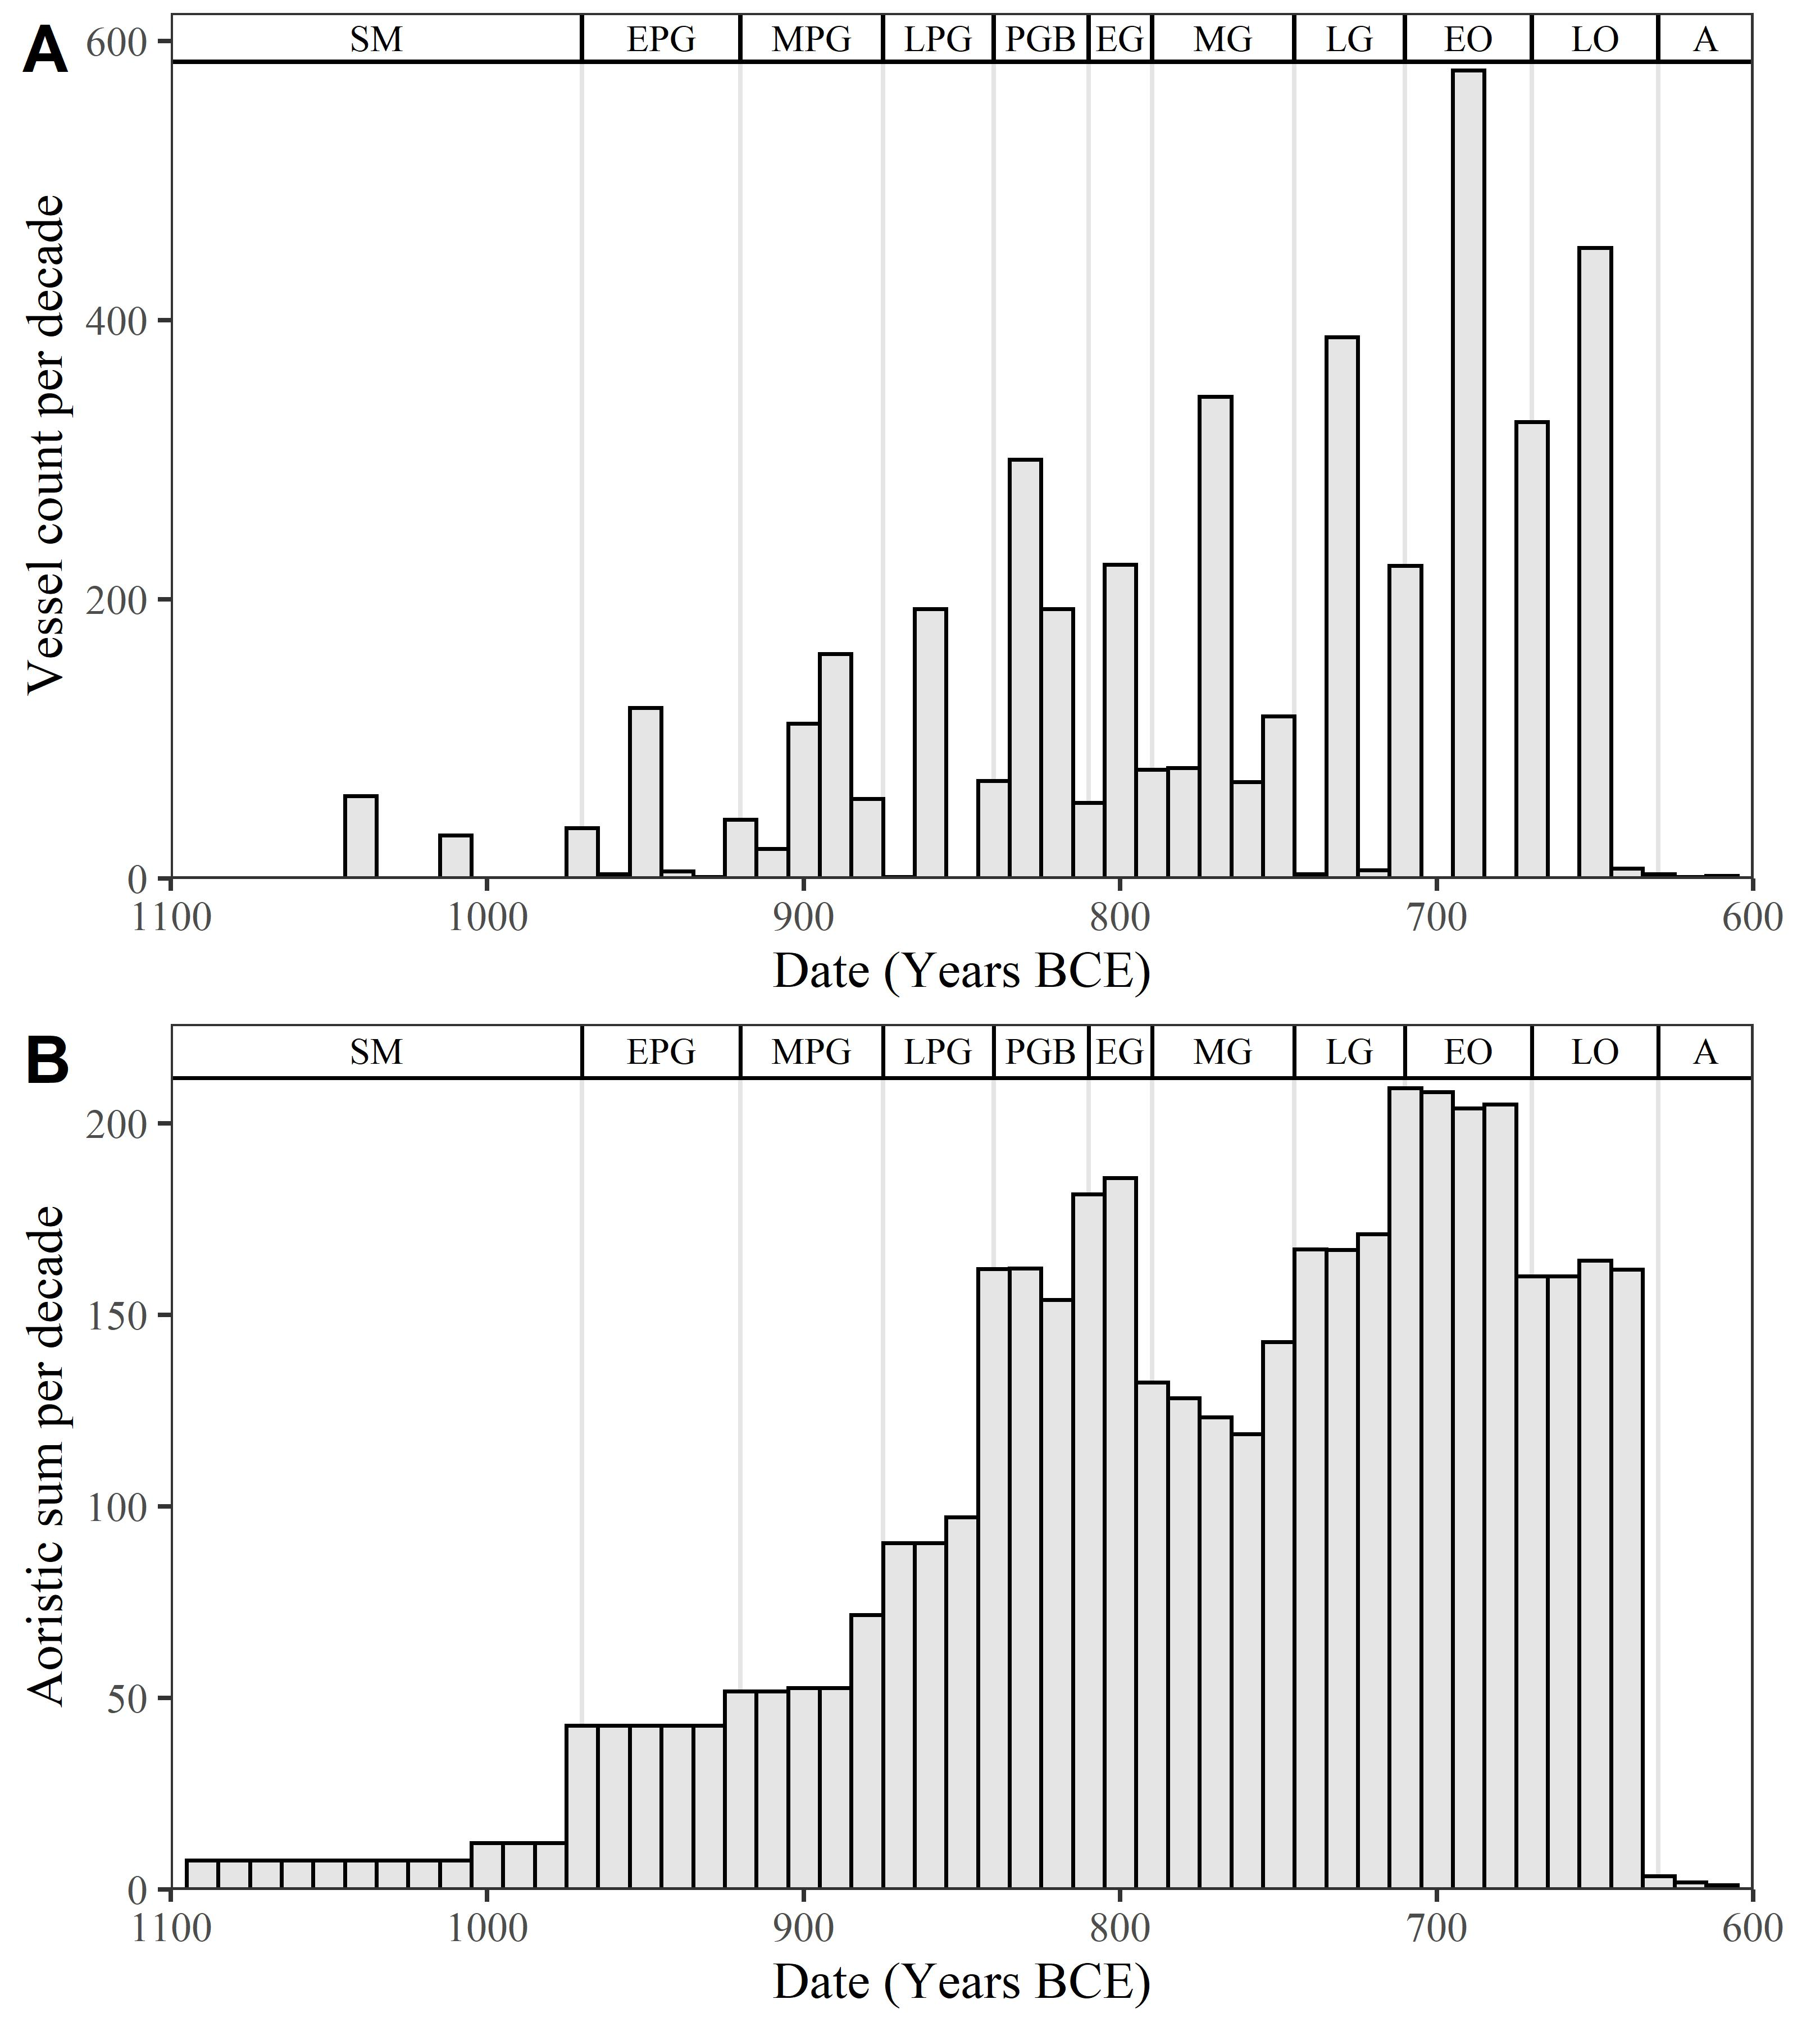 A
SM EPG MPG LPG PGB EG MG LG EO LO A
600
400
200
0
Vessel count per decade
1100 1000 900 800 700 600
Date (Years BCE)
B
SM EPG MPG LPG PGB EG MG LG EO LO A
200
150
100
50
0
Aoristic sum per decade
1100 1000 900 800 700 600
Date (Years BCE)